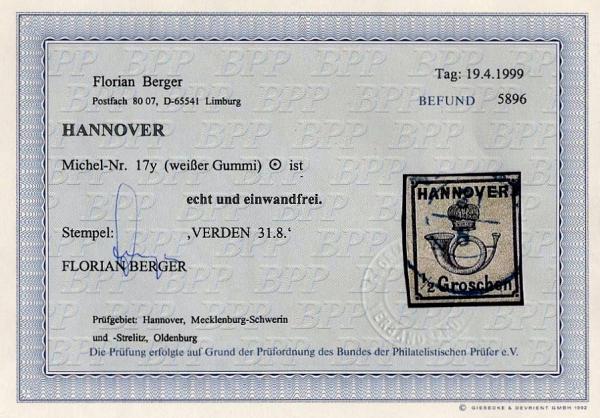 Florian Berger
Postfach 80 07, D-65541 Limburg
Tag: 19.4.1999
BEFUND 5896
HANNOVER
Michel-Nr. 17y (weißer Gummi) ⊙ ist
echt und einwandfrei.
Stempel: ‚VERDEN 31.8.‘
FLORIAN BERGER
HANNOVER
1/2 Groschen
Prüfgebiet: Hannover, Mecklenburg-Schwerin
und -Strelitz, Oldenburg
Die Prüfung erfolgte auf Grund der Prüfordnung des Bundes der Philatelistischen Prüfer e.V.
© GIESECKE & DEVRIENT GMBH 1992